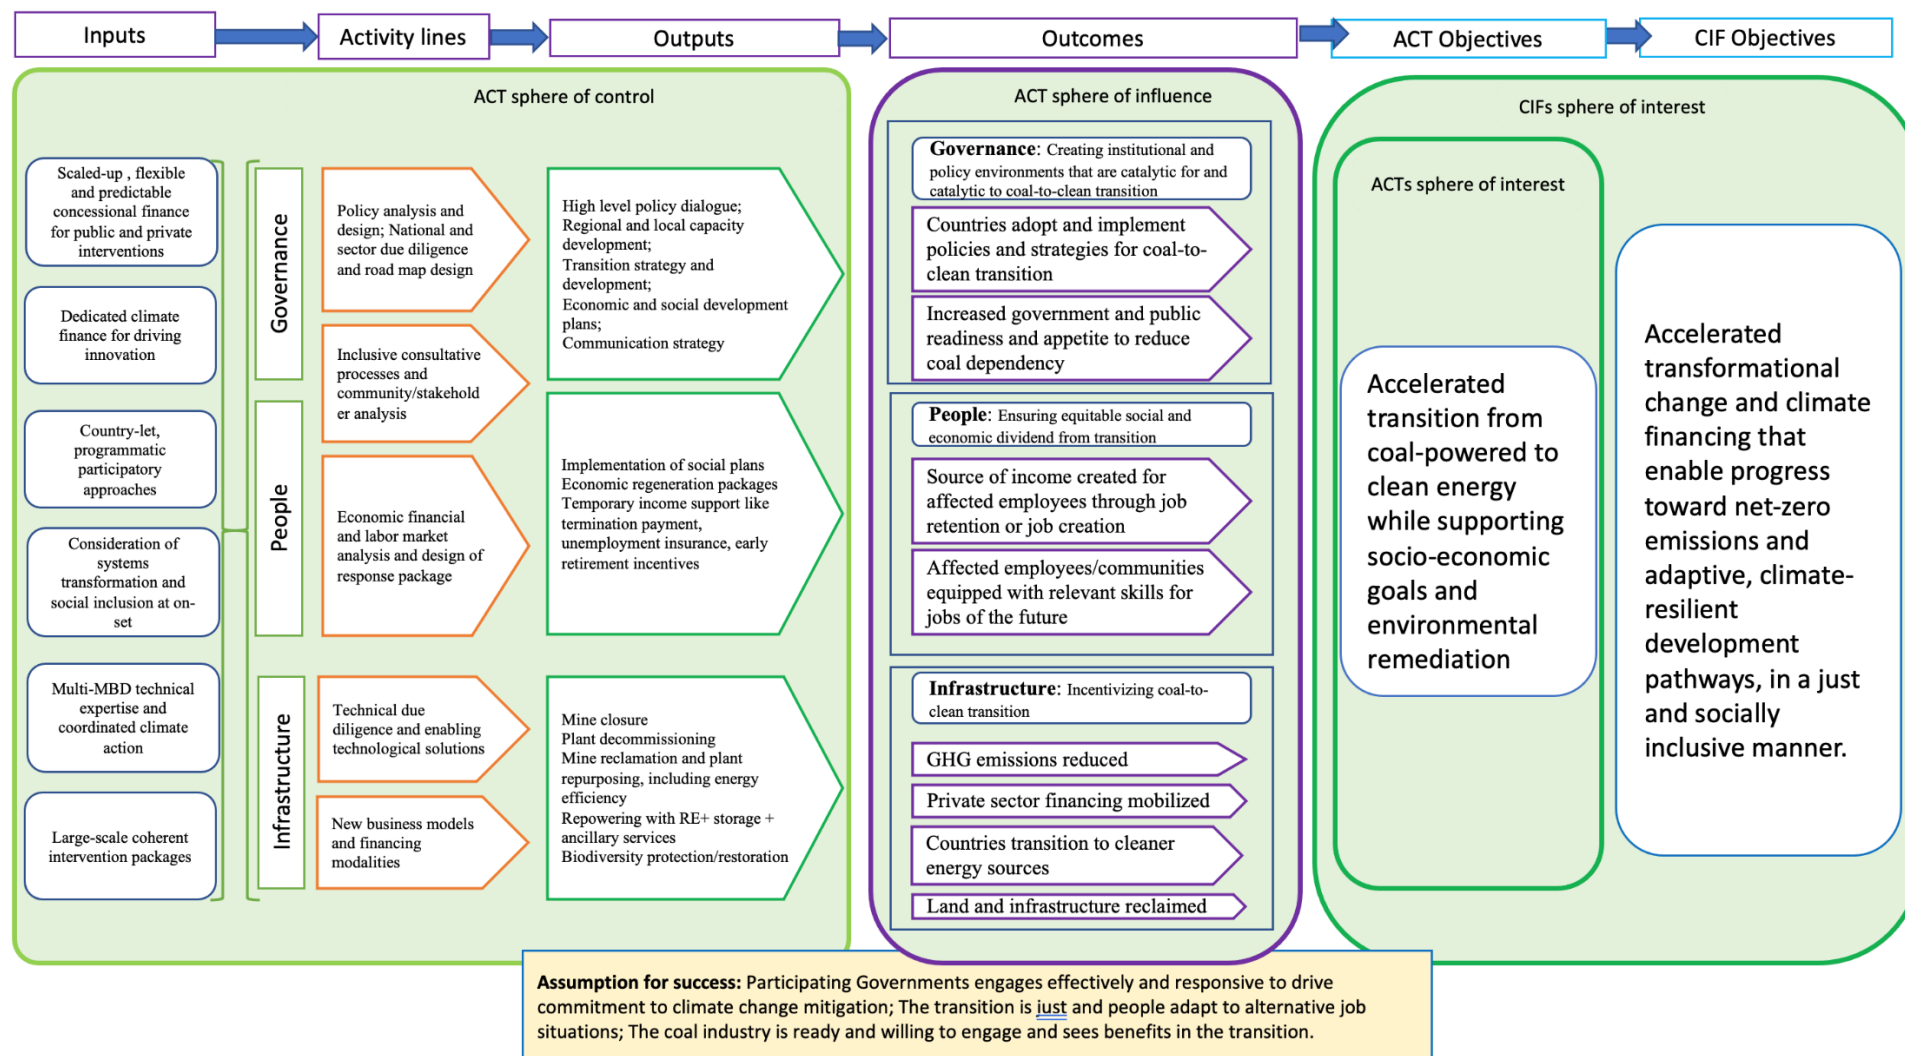 Inputs
Activity lines
Outputs
Outcomes
ACT Objectives
CIF Objectives
ACT sphere of control
Scaled-up , flexible
and predictable
concessional finance
for public and private
interventions
Dedicated climate
finance for driving
innovation
Country-let,
programmatic
participatory
approaches
Consideration of
systems
transformation and
social inclusion at on-
set
Multi-MBD technical
expertise and
coordinated climate
action
Large-scale coherent
intervention packages
Governance
People
Infrastructure
Policy analysis and
design; National and
sector due diligence
and road map design
Inclusive consultative
processes and
community/stakehold
er analysis
Economic financial
and labor market
analysis and design of
response package
Technical due
diligence and enabling
technological solutions
New business models
and financing
modalities
High level policy dialogue;
Regional and local capacity
development;
Transition strategy and
development;
Economic and social development
plans;
Communication strategy
Implementation of social plans
Economic regeneration packages
Temporary income support like
termination payment,
unemployment insurance, early
retirement incentives
Mine closure
Plant decommissioning
Mine reclamation and plant
repurposing, including energy
efficiency
Repowering with RE+ storage +
ancillary services
Biodiversity protection/restoration
ACT sphere of influence
Governance: Creating institutional and
policy environments that are catalytic for and
catalytic to coal-to-clean transition
Countries adopt and implement
policies and strategies for coal-to-
clean transition
Increased government and public
readiness and appetite to reduce
coal dependency
People: Ensuring equitable social and
economic dividend from transition
Source of income created for
affected employees through job
retention or job creation
Affected employees/communities
equipped with relevant skills for
jobs of the future
Infrastructure: Incentivizing coal-to-
clean transition
GHG emissions reduced
Private sector financing mobilized
Countries transition to cleaner
energy sources
Land and infrastructure reclaimed
CIFs sphere of interest
ACTs sphere of interest
Accelerated
transition from
coal-powered to
clean energy
while supporting
socio-economic
goals and
environmental
remediation
Accelerated
transformational
change and climate
financing that
enable progress
toward net-zero
emissions and
adaptive, climate-
resilient
development
pathways, in a just
and socially
inclusive manner.
Assumption for success: Participating Governments engages effectively and responsive to drive
commitment to climate change mitigation; The transition is just and people adapt to alternative job
situations; The coal industry is ready and willing to engage and sees benefits in the transition.